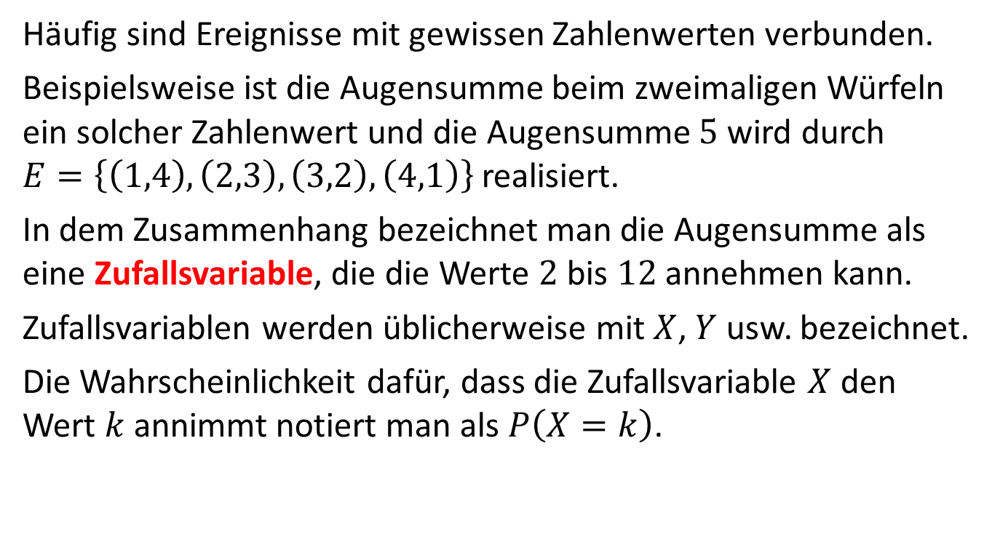 Häufig sind Ereignisse mit gewissen Zahlenwerten verbunden.
Beispielsweise ist die Augensumme beim zweimaligen Würfeln
ein solcher Zahlenwert und die Augensumme 5 wird durch
E = {(1,4), (2,3), (3,2), (4,1)} realisiert.
In dem Zusammenhang bezeichnet man die Augensumme als
eine Zufallsvariable, die die Werte 2 bis 12 annehmen kann.
Zufallsvariablen werden üblicherweise mit X, Y usw. bezeichnet.
Die Wahrscheinlichkeit dafür, dass die Zufallsvariable X den
Wert k annimmt notiert man als P(X = k).